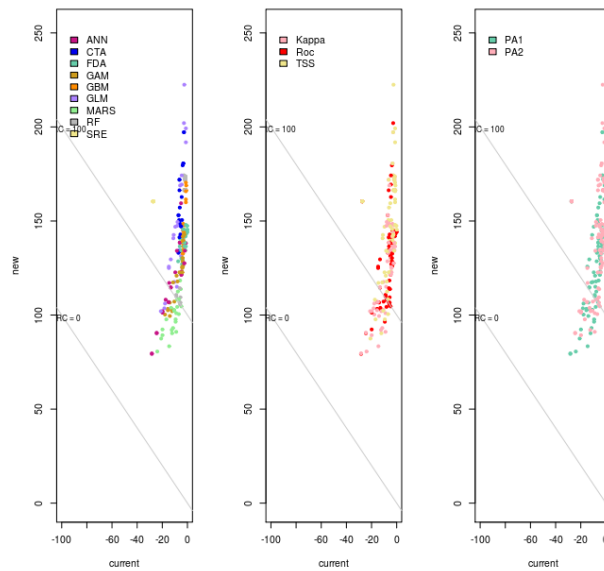 ANN
CTA
FDA
GAM
GBM
GLM
MARS
RF
SRE
C = 100
RC = 0
new
250
200
150
100
50
0
-100
-80
-60
-40
-20
0
current
Kappa
Roc
TSS
C = 100
RC = 0
new
250
200
150
100
50
0
-100
-60
-20
0
current
PA1
PA2
C = 100
RC = 0
new
250
200
150
100
50
0
-100
-60
-20
0
current